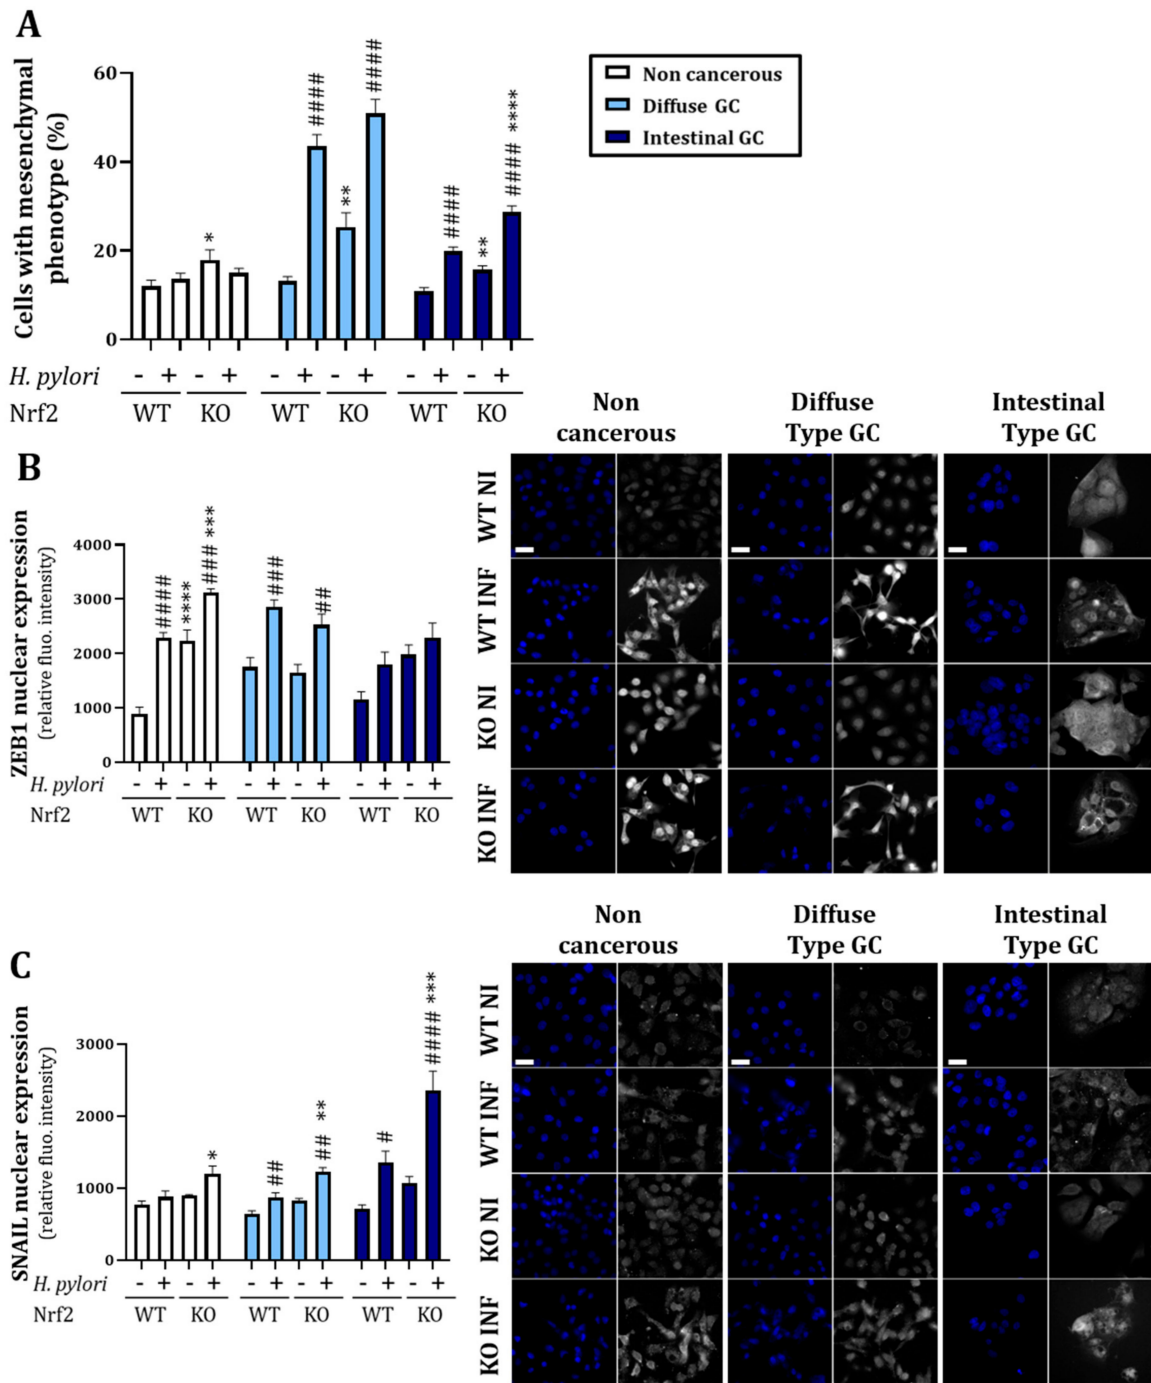 A
Cells with mesenchymal
phenotype (%)
60
40
20
0
*
####
**
####
####
**
#### ****
H. pylori - + - + - + - + - + - +
Nrf2 WT KO WT KO WT KO
Non cancerous
Diffuse GC
Intestinal GC
B
ZEB1 nuclear expression
(relative fluo. intensity)
4000
3000
2000
1000
0
####
****
### ***
###
##
H. pylori - + - + - + - + - + - +
Nrf2 WT KO WT KO WT KO
Non
cancerous
Diffuse
Type GC
Intestinal
Type GC
WT NI
WT INF
KO NI
KO INF
C
SNAIL nuclear expression
(relative fluo. intensity)
3000
2000
1000
0
*
##
## **
#
#### ***
H. pylori - + - + - + - + - + - +
Nrf2 WT KO WT KO WT KO
Non
cancerous
Diffuse
Type GC
Intestinal
Type GC
WT NI
WT INF
KO NI
KO INF